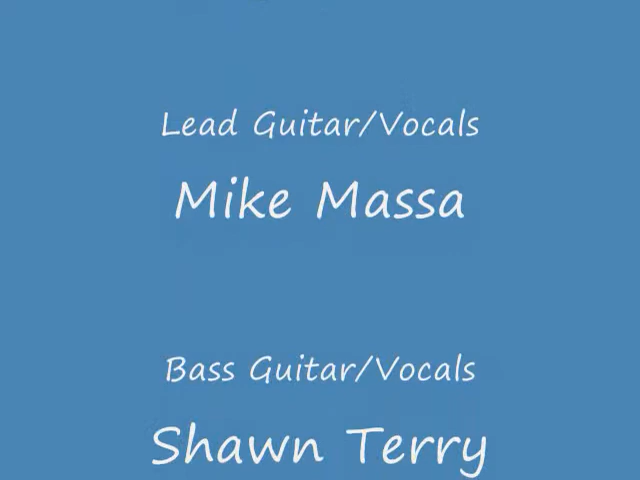 Lead Guitar/Vocals
Mike Massa
Bass Guitar/Vocals
Shawn Terry